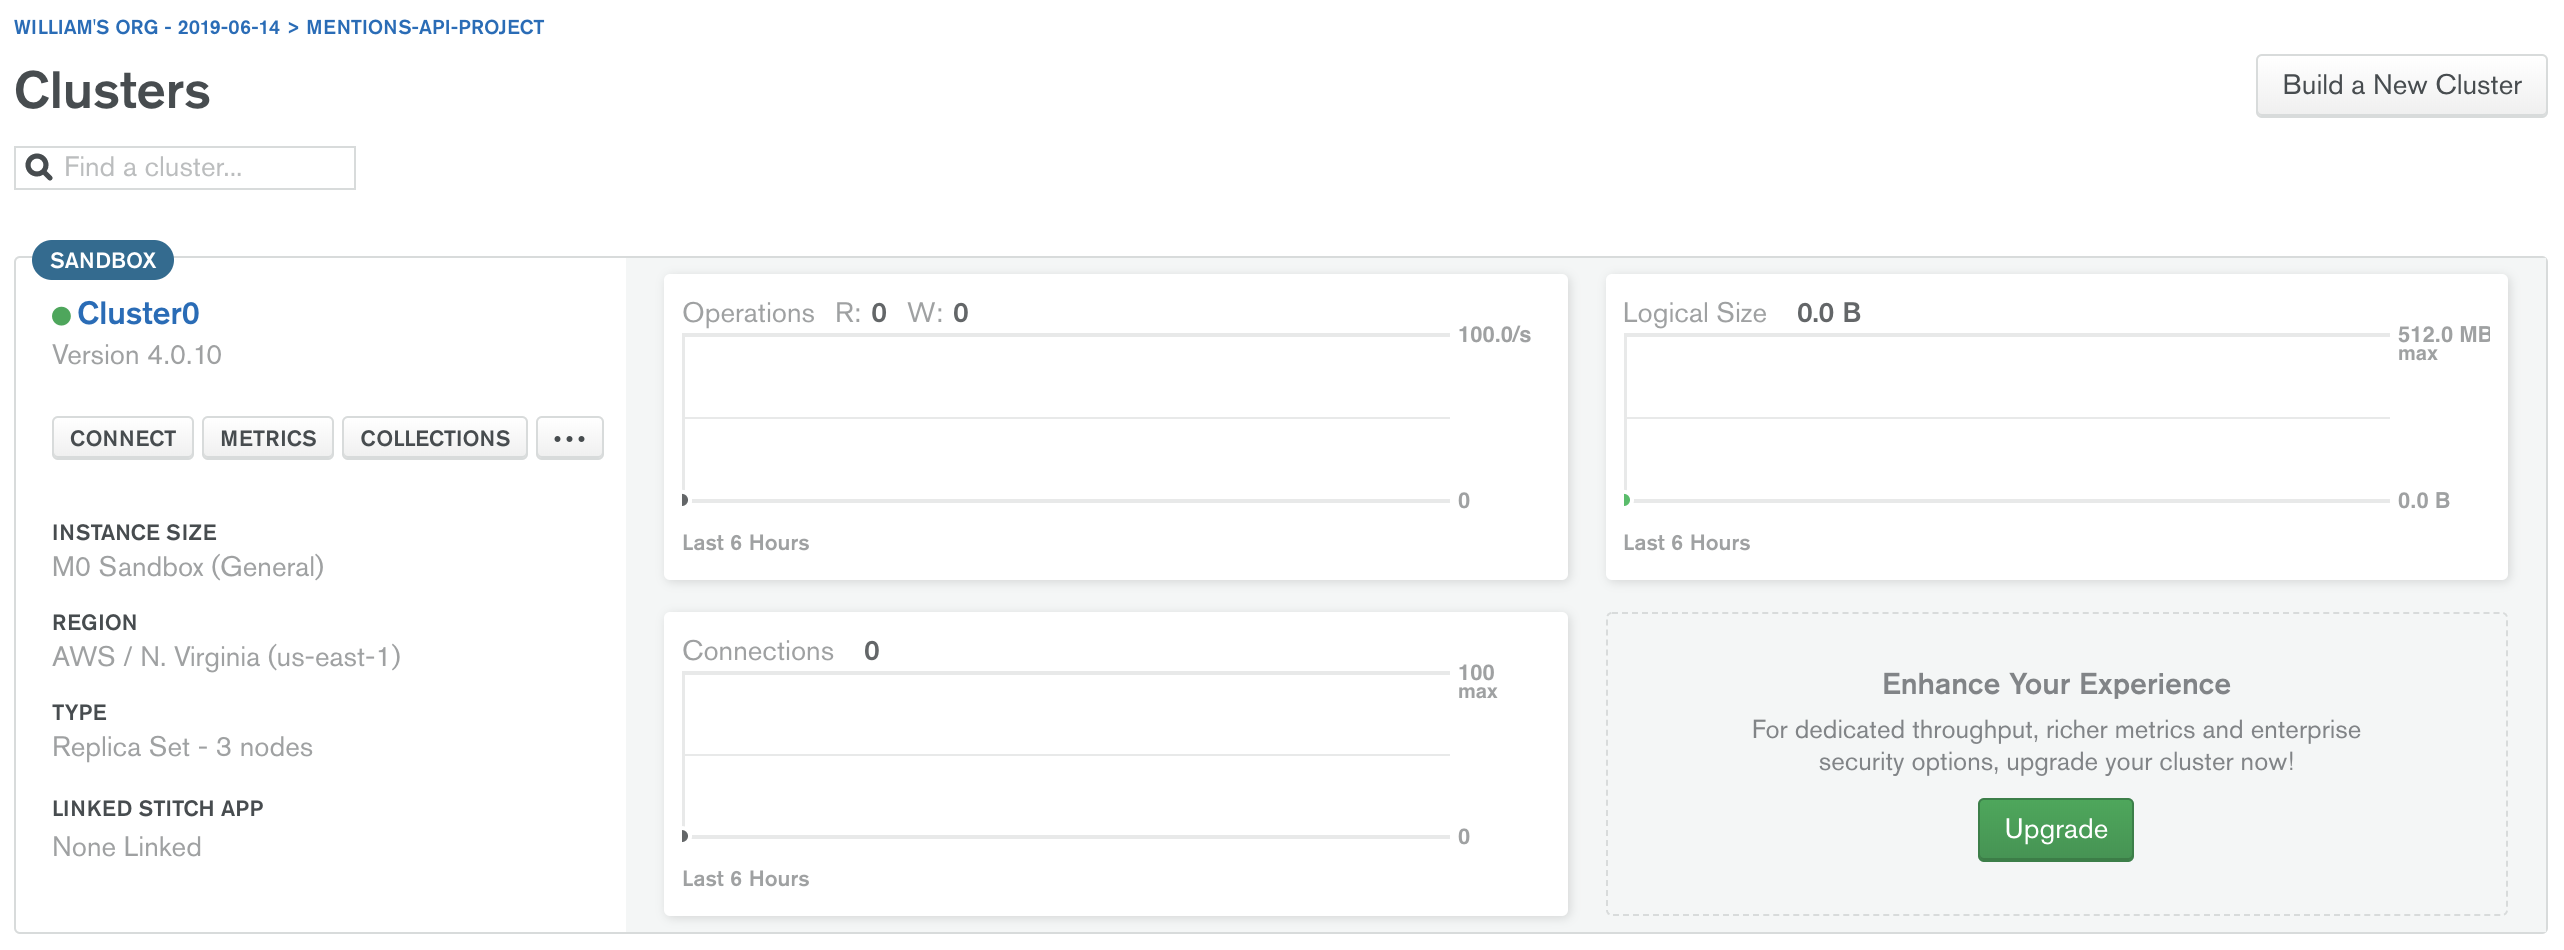 WILLIAM'S ORG - 2019-06-14 > MENTIONS-API-PROJECT
Clusters
Build a New Cluster
Find a cluster...
SANDBOX
Cluster0
Version 4.0.10
CONNECT
METRICS
COLLECTIONS
...
INSTANCE SIZE
M0 Sandbox (General)
REGION
AWS / N. Virginia (us-east-1)
TYPE
Replica Set - 3 nodes
LINKED STITCH APP
None Linked
Operations R: 0 W: 0
100.0/s
0
Last 6 Hours
Logical Size 0.0 B
512.0 MB
max
0.0 B
Last 6 Hours
Connections 0
100
max
0
Last 6 Hours
Enhance Your Experience
For dedicated throughput, richer metrics and enterprise
security options, upgrade your cluster now!
Upgrade